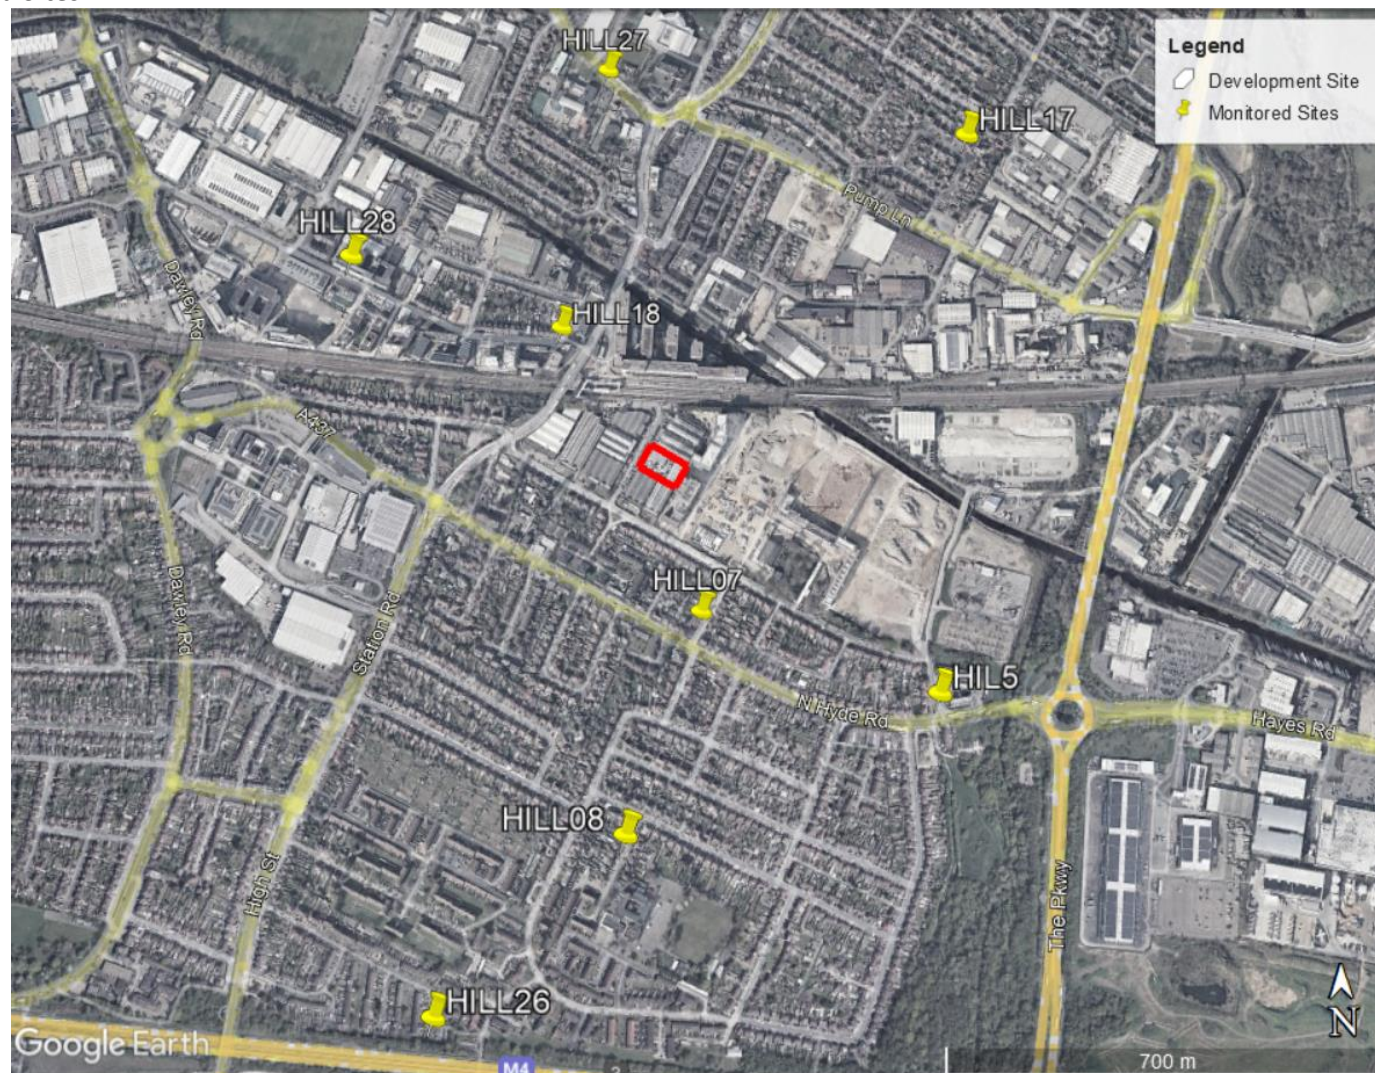 HILL27
Legend
Development Site
Monitored Sites
HILL17
Pump Ln
HILL28
Dawley Rd
HILL18
A437
HILL07
Dawley Rd
Station Rd
HIL5
N Hyde Rd
Hayes Rd
HILL08
High St
The Pkwy
HILL26
N
Google Earth
M4
700 m